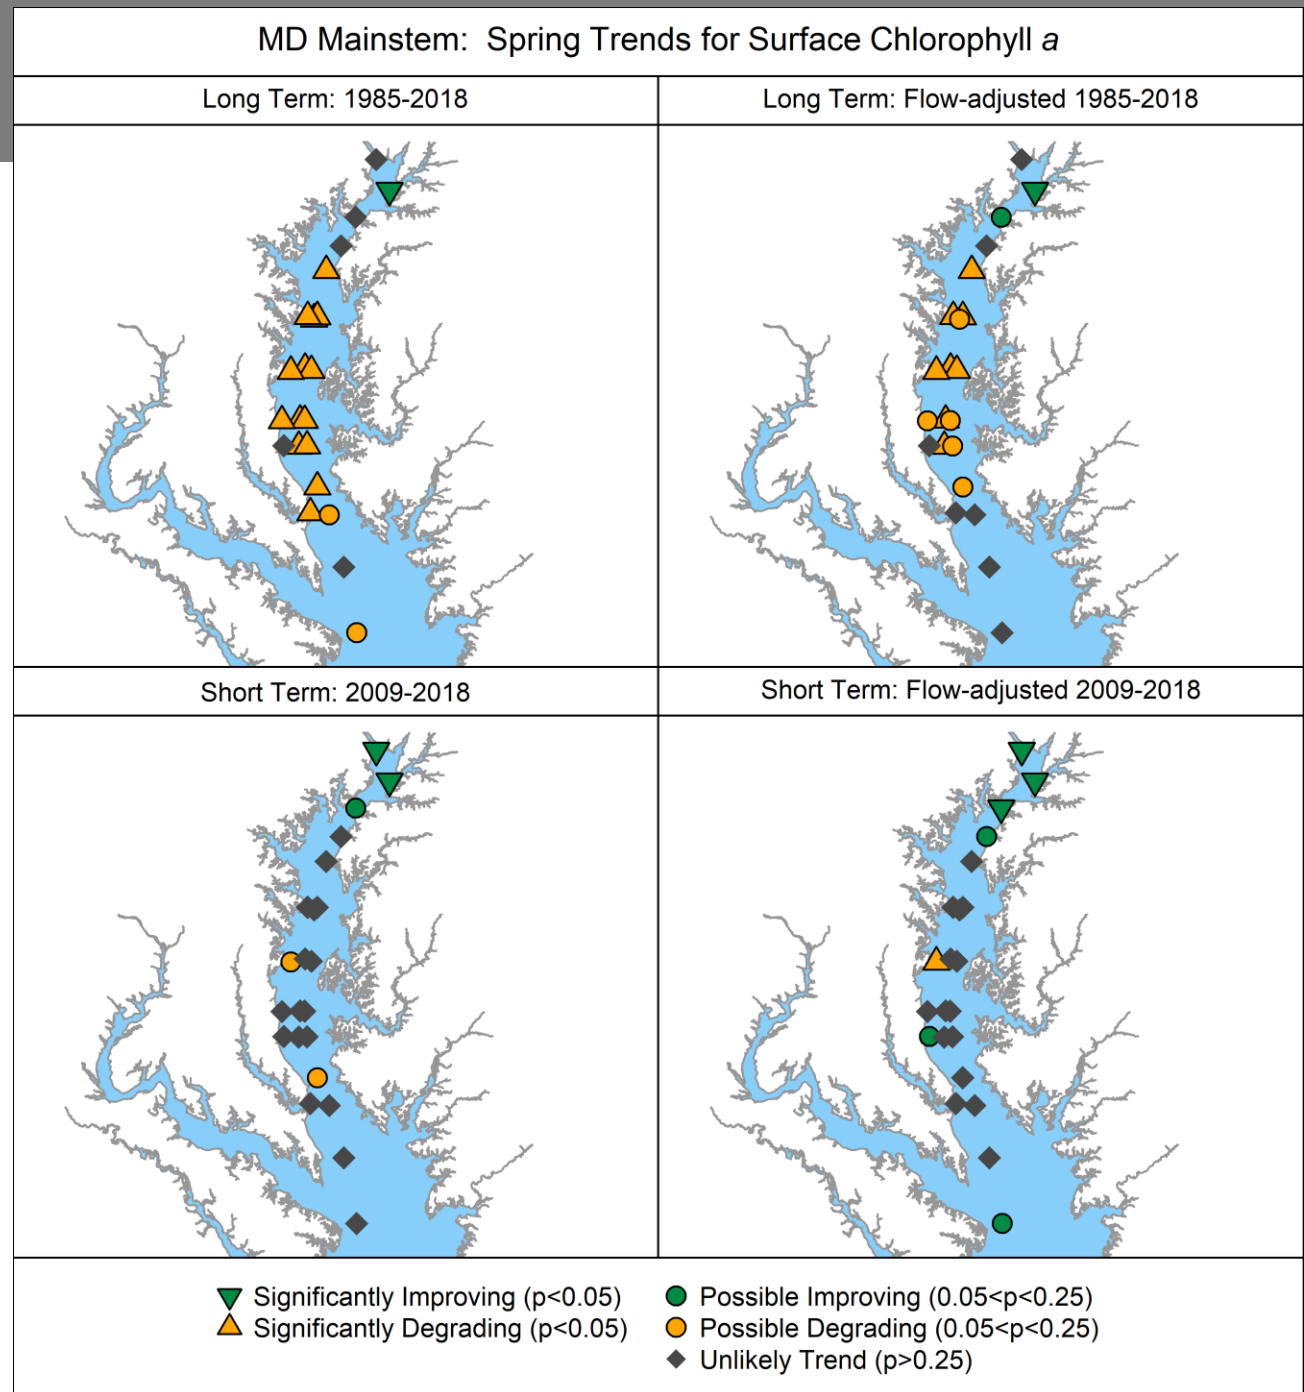 MD Mainstem: Spring Trends for Surface Chlorophyll a
Long Term: 1985-2018
Long Term: Flow-adjusted 1985-2018
Short Term: 2009-2018
Short Term: Flow-adjusted 2009-2018
Significantly Improving (p<0.05)
Possible Improving (0.05<p<0.25)
Significantly Degrading (p<0.05)
Possible Degrading (0.05<p<0.25)
Unlikely Trend (p>0.25)